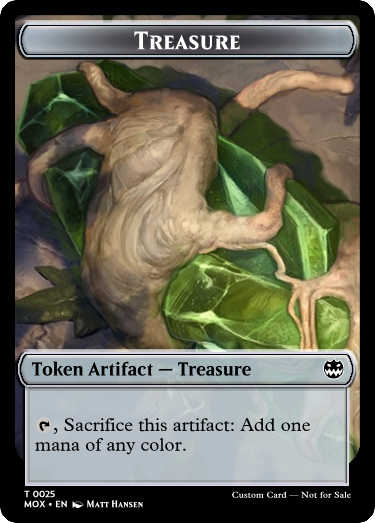 Treasure
Token Artifact — Treasure
, Sacrifice this artifact: Add one
mana of any color.
T 0025
MOX • EN Matt Hansen
Custom Card — Not for Sale